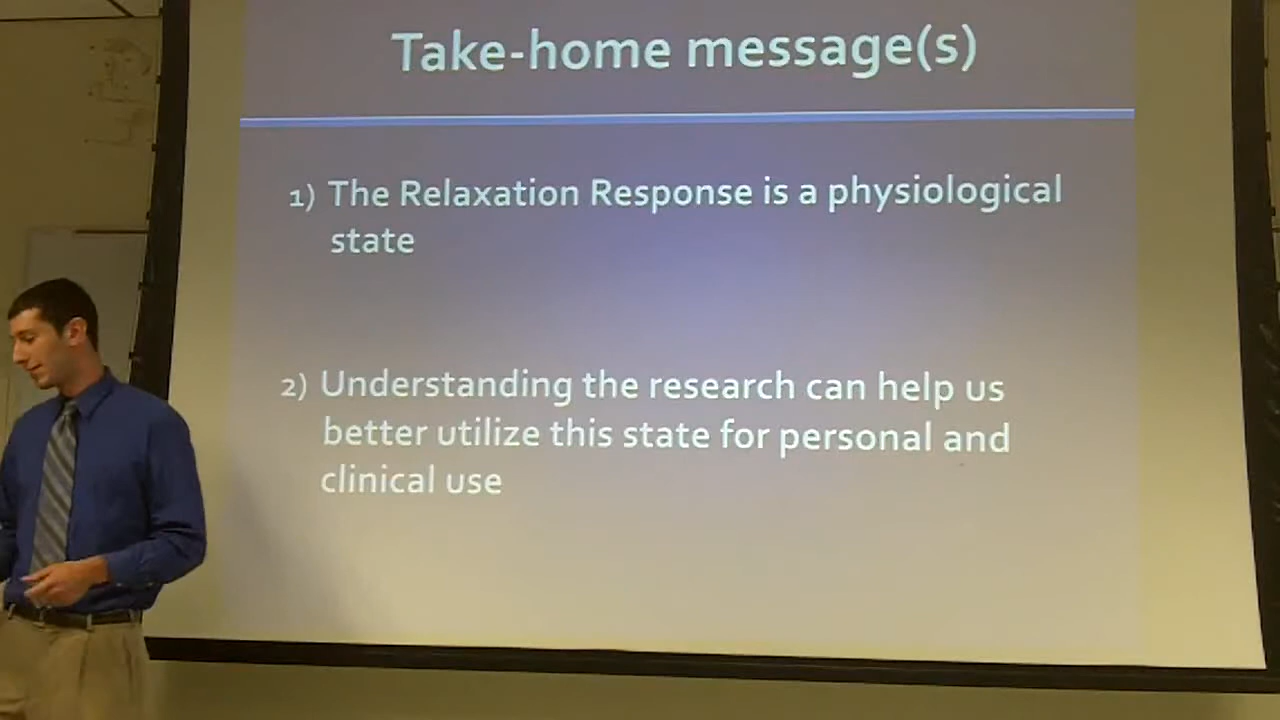 Take-home message(s)
1) The Relaxation Response is a physiological
state
2) Understanding the research can help us
better utilize this state for personal and
clinical use